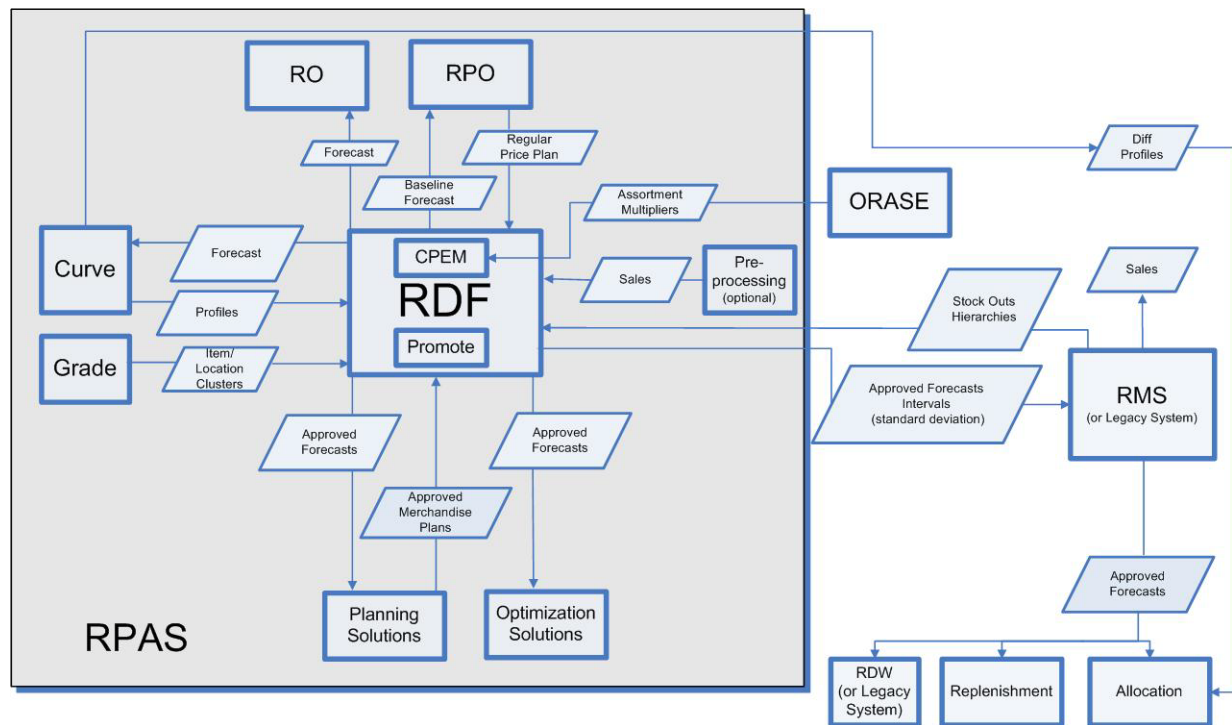 RO
RPO
Forecast
Regular
Price Plan
Diff
Profiles
Baseline
Forecast
Assortment
Multipliers
ORASE
Curve
Forecast
CPEM
RDF
Promote
Sales
Pre-
processing
(optional)
Stock Outs
Hierarchies
Sales
Profiles
Grade
Item/
Location
Clusters
Approved Forecasts
Intervals
(standard deviation)
RMS
(or Legacy System)
Approved
Forecasts
Approved
Forecasts
Approved
Merchandise
Plans
Approved
Forecasts
Planning
Solutions
Optimization
Solutions
RPAS
RDW
(or Legacy
System)
Replenishment
Allocation